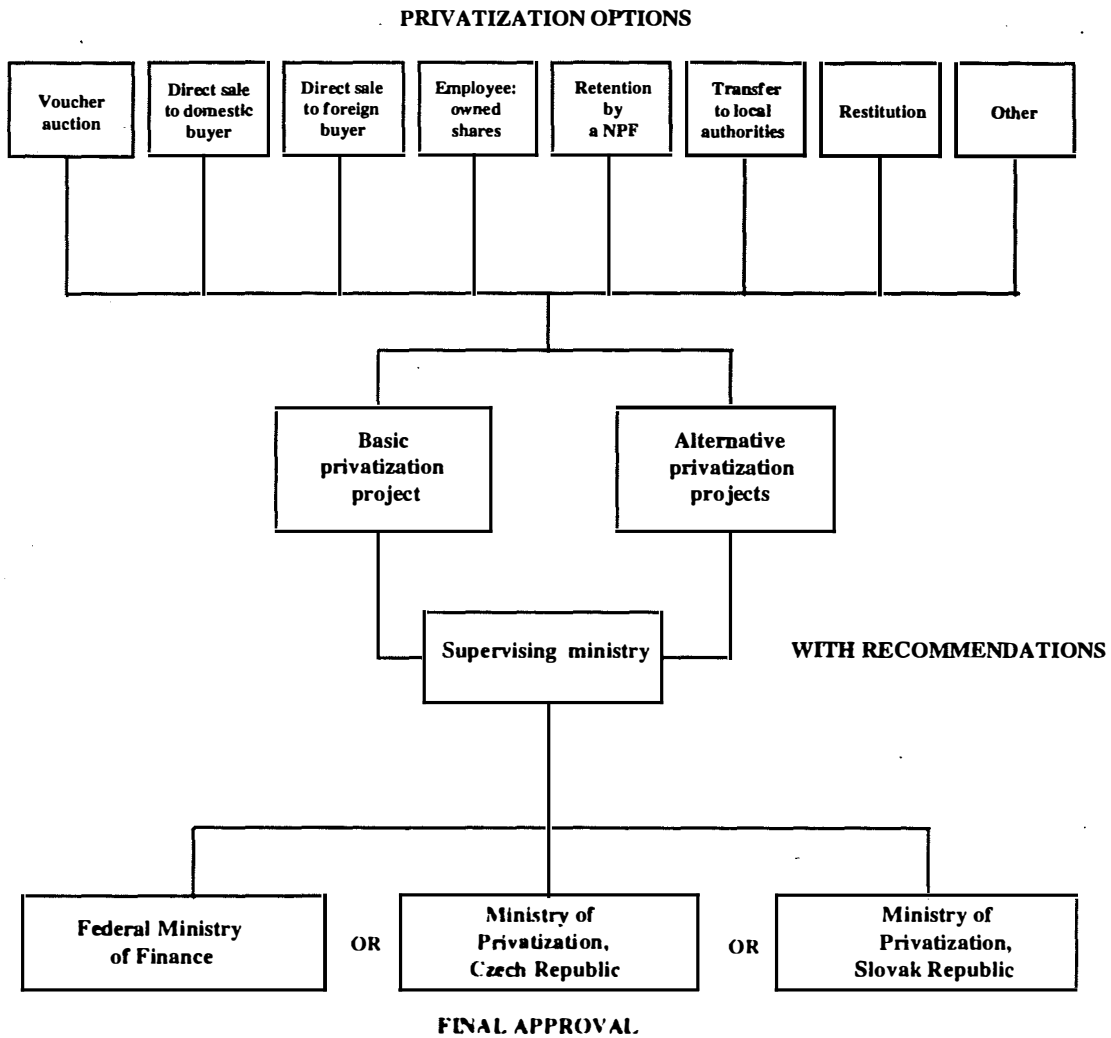 PRIVATIZATION OPTIONS
Voucher
auction
Direct sale
to domestic
buyer
Direct sale
to foreign
buyer
Employee:
owned
shares
Retention
by
a NPF
Transfer
to local
authorities
Restitution
Other
Basic
privatization
project
Alternative
privatization
projects
Supervising ministry
WITH RECOMMENDATIONS
Federal Ministry
of Finance
OR
Ministry of
Privatization,
Czech Republic
OR
Ministry of
Privatization,
Slovak Republic
FINAL APPROVAL